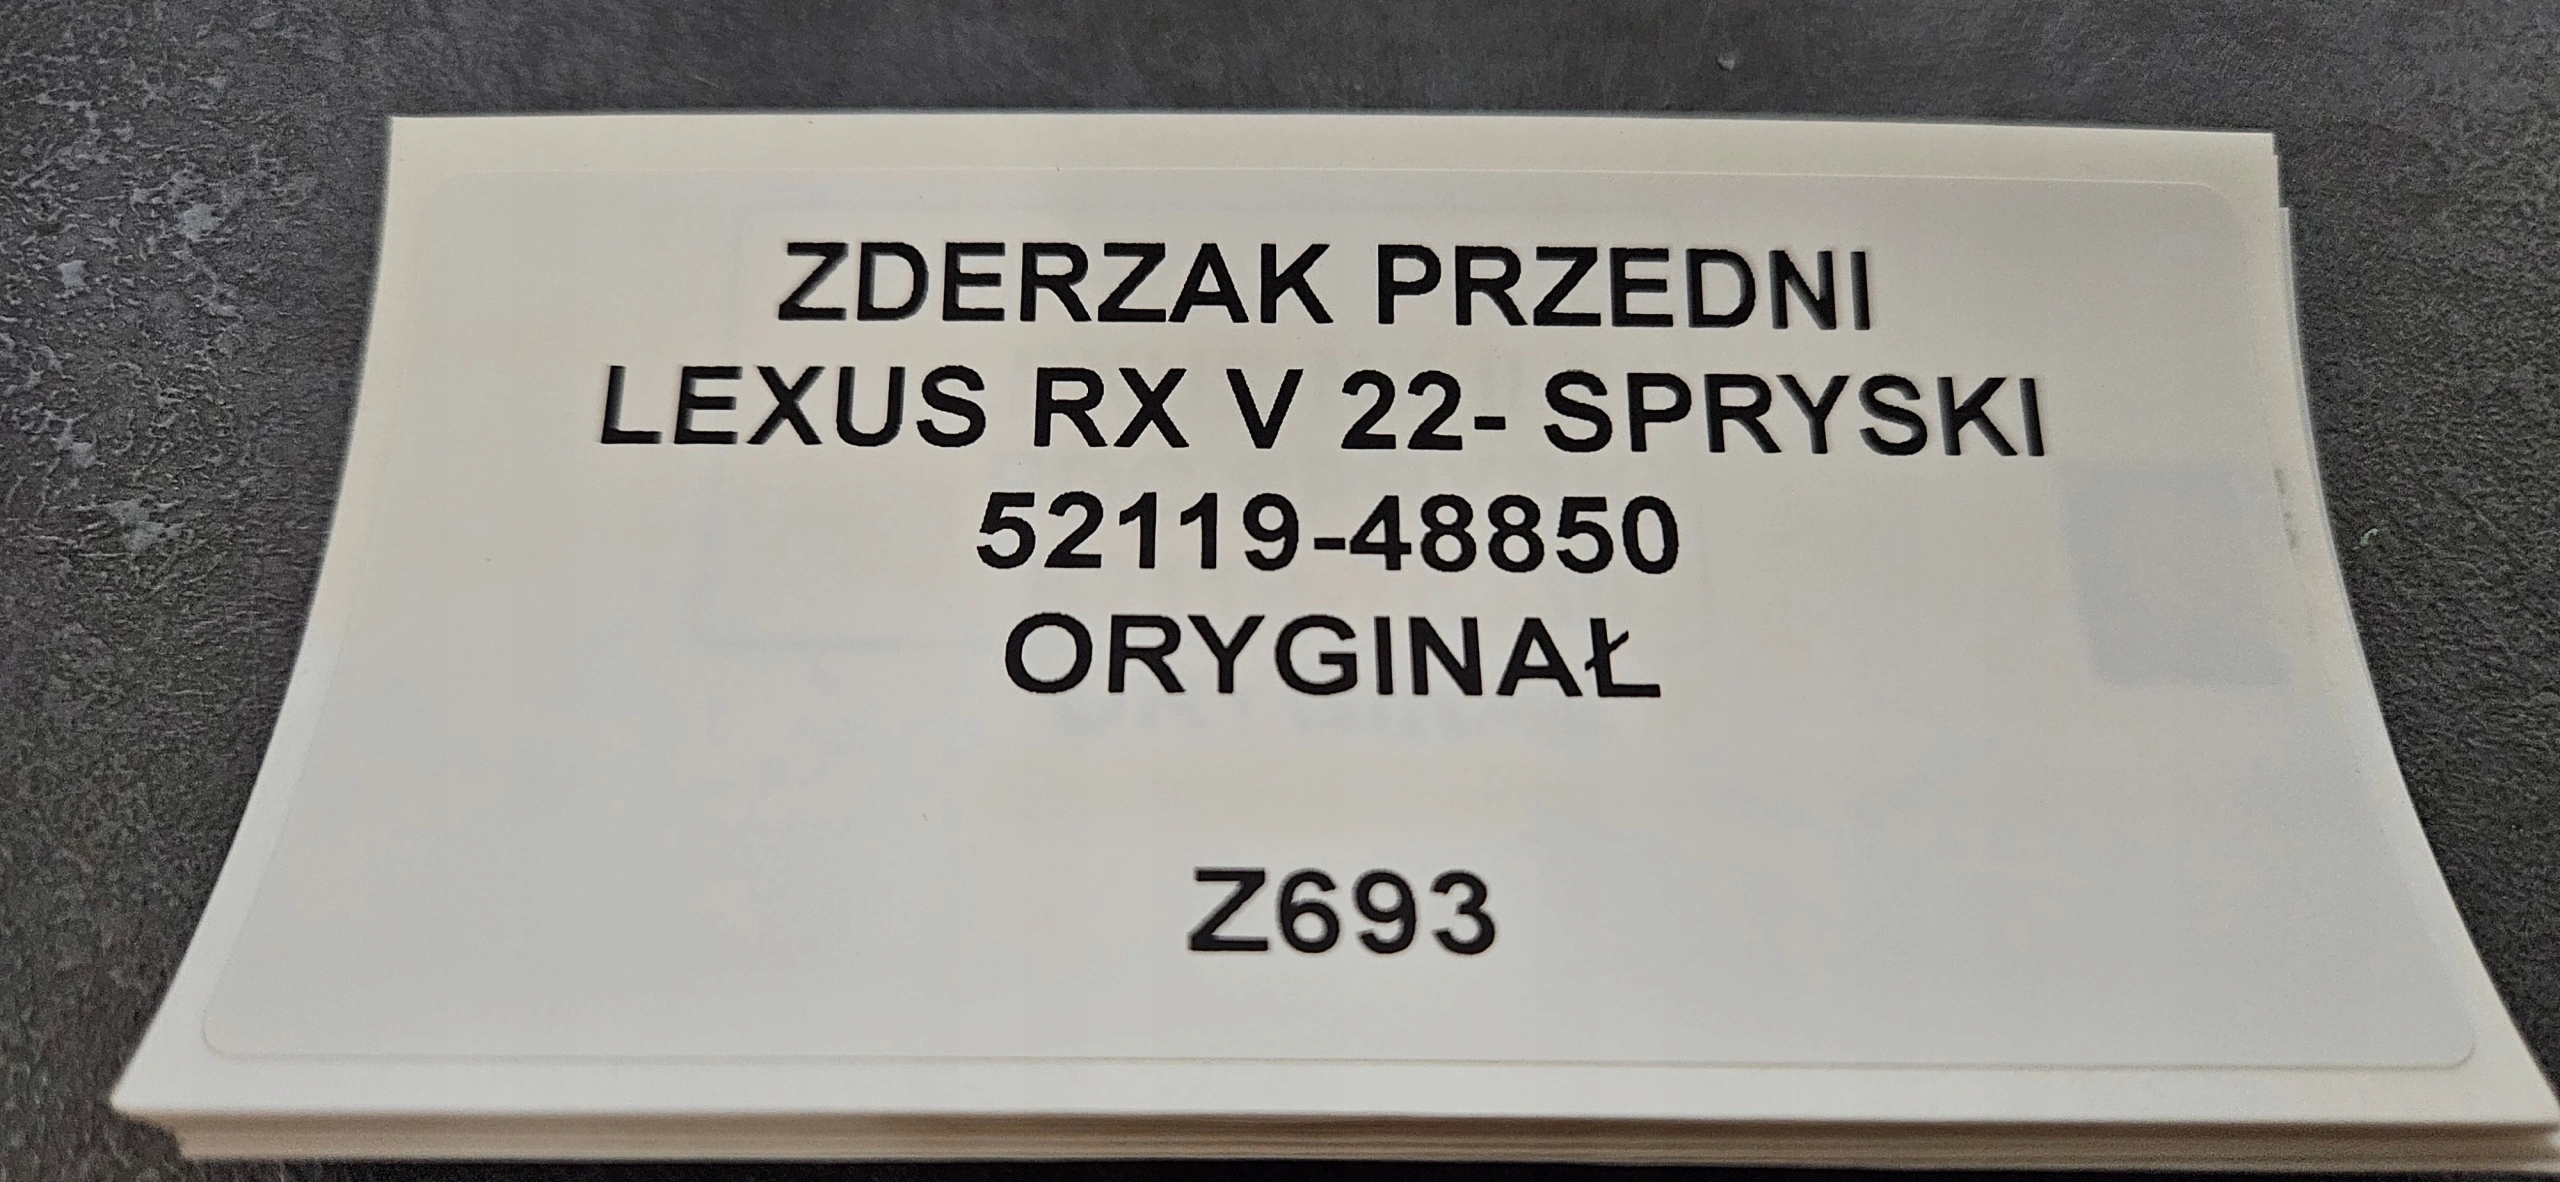 ZDERZAK PRZEDNI
LEXUS RX V 22- SPRYSKI
52119-48850
ORYGINAŁ
Z693